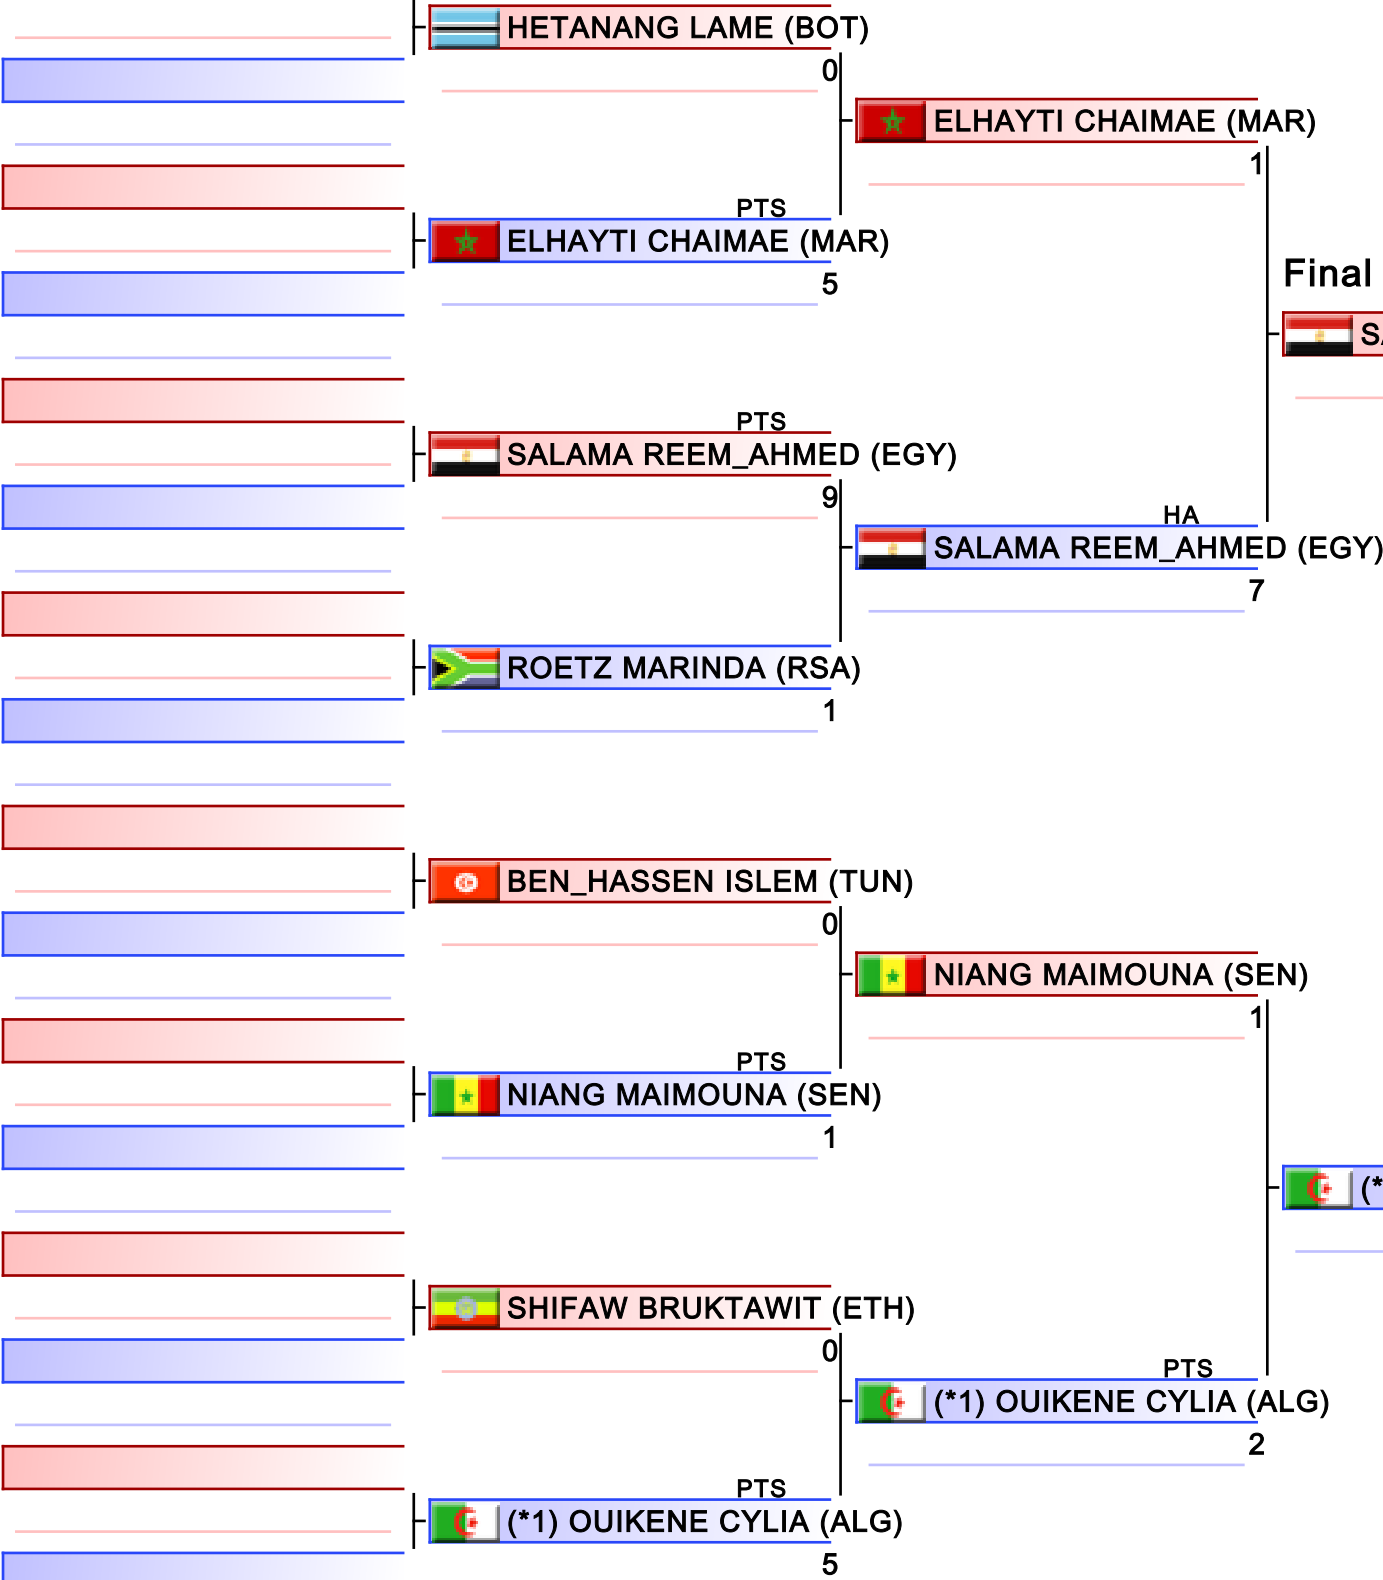 HETANANG LAME (BOT)
0
ELHAYTI CHAIMAE (MAR)
1
PTS
ELHAYTI CHAIMAE (MAR)
5
Final
SA
PTS
SALAMA REEM_AHMED (EGY)
9
HA
SALAMA REEM_AHMED (EGY)
7
ROETZ MARINDA (RSA)
1
BEN_HASSEN ISLEM (TUN)
0
NIANG MAIMOUNA (SEN)
1
PTS
NIANG MAIMOUNA (SEN)
1
(*
SHIFAW BRUKTAWIT (ETH)
0
PTS
(*1) OUIKENE CYLIA (ALG)
2
PTS
(*1) OUIKENE CYLIA (ALG)
5